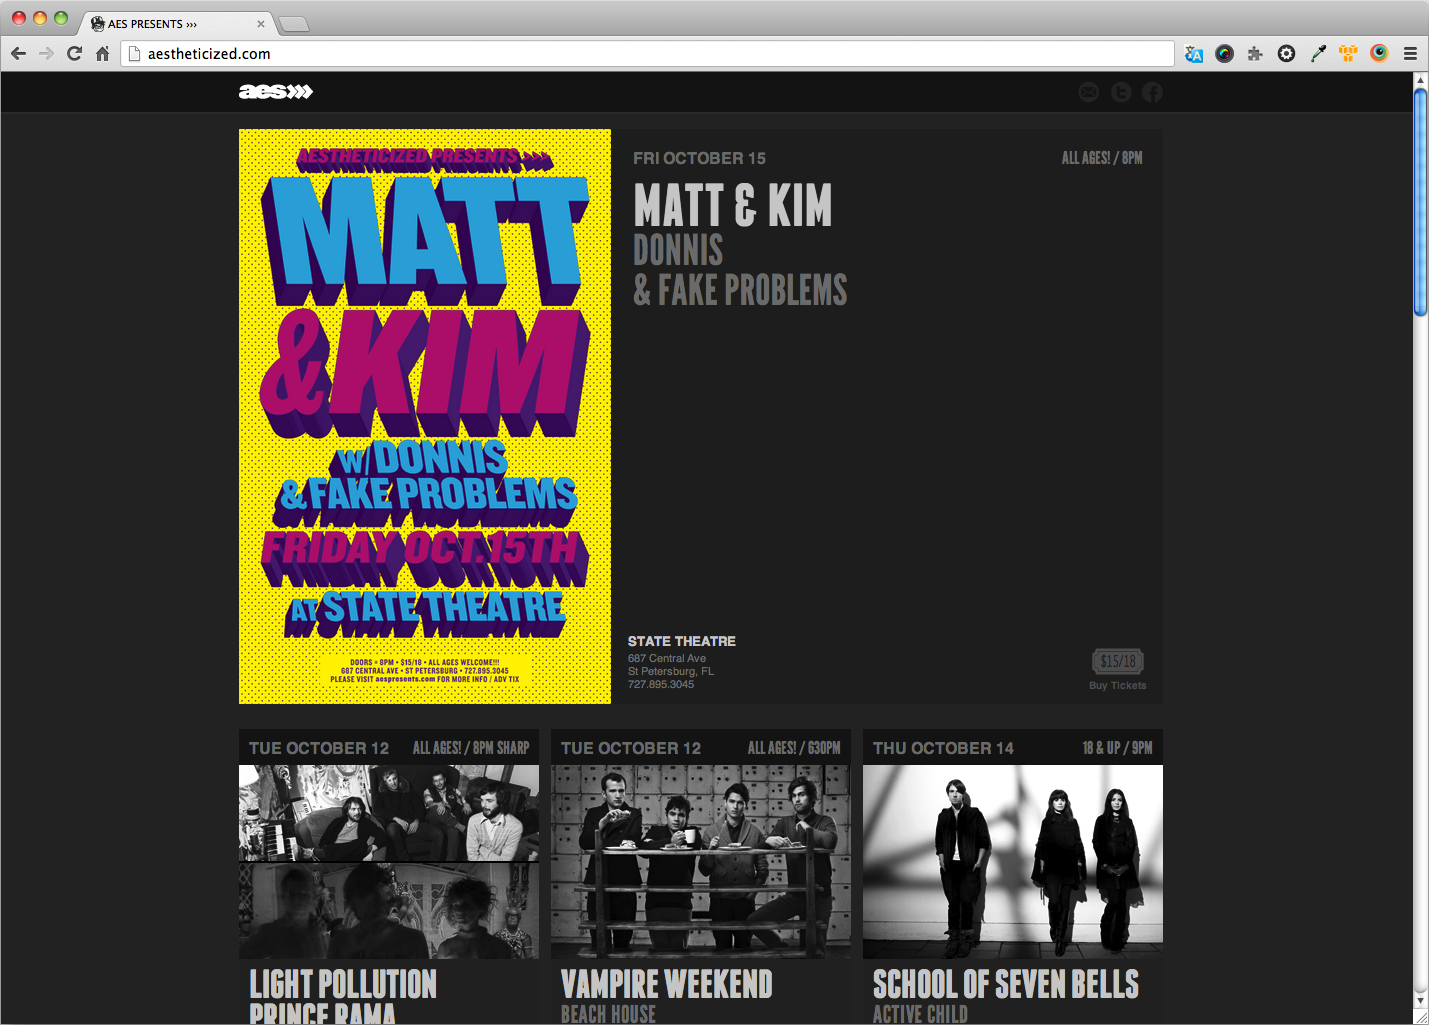 AES PRESENTS >>>
aestheticized.com
aes>>>
AESTHETICIZED PRESENTS >>>>
MATT
&KIM
W/DONNIS
& FAKE PROBLEMS
FRIDAY OCT.15TH
AT STATE THEATRE
DOORS = 8PM • $15/18 • ALL AGES WELCOME!!!
687 CENTRAL AVE • ST PETERSBURG • 727.895.3045
PLEASE VISIT aespresents.com FOR MORE INFO / ADV TIX
FRI OCTOBER 15
ALL AGES! / 8PM
MATT & KIM
DONNIS
& FAKE PROBLEMS
STATE THEATRE
687 Central Ave
St Petersburg, FL
727.895.3045
$15/18
Buy Tickets
TUE OCTOBER 12
ALL AGES! / 8PM SHARP
LIGHT POLLUTION
PRINCE RAMA
TUE OCTOBER 12
ALL AGES! / 630PM
VAMPIRE WEEKEND
BEACH HOUSE
THU OCTOBER 14
18 & UP / 9PM
SCHOOL OF SEVEN BELLS
ACTIVE CHILD